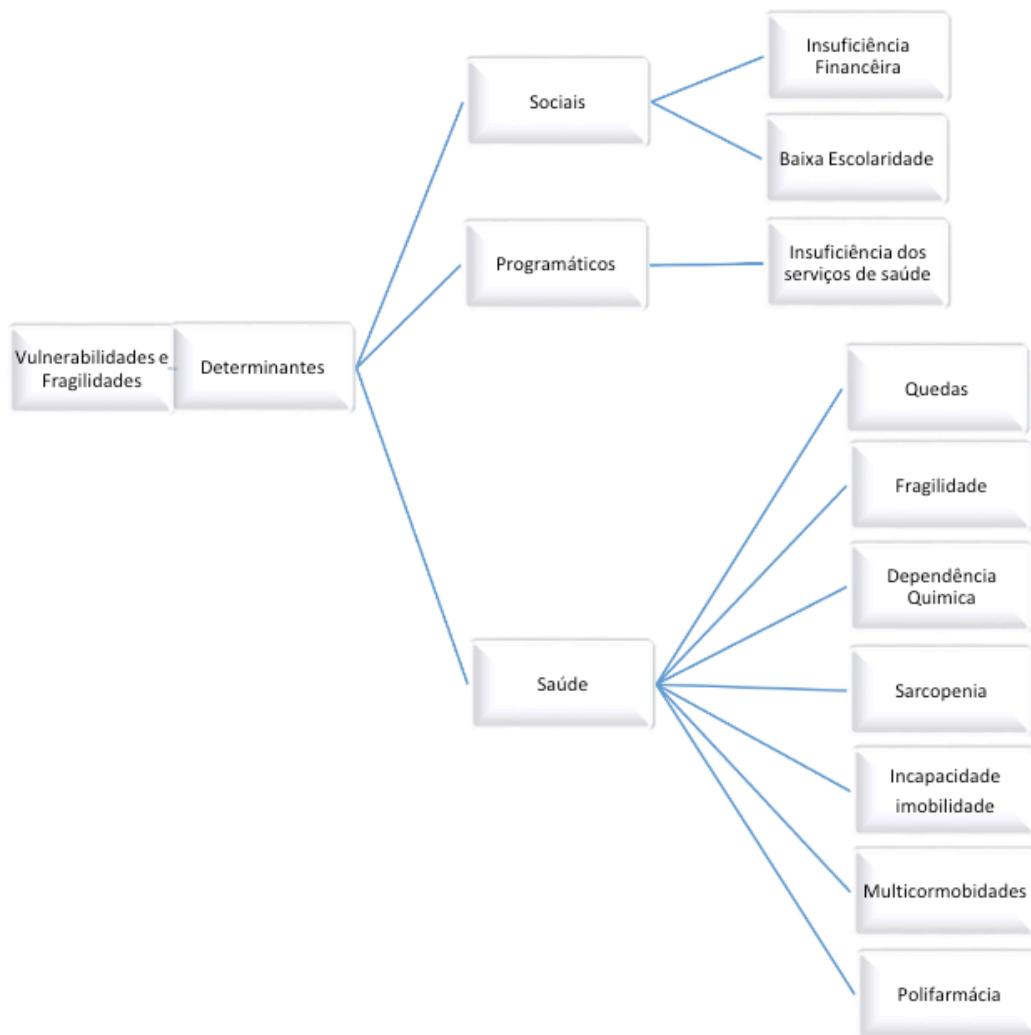 Vulnerabilidades e
Fragilidades
Determinantes
Sociais
Insuficiência
Financêira
Baixa Escolaridade
Programáticos
Insuficiência dos
serviços de saúde
Saúde
Quedas
Fragilidade
Dependência
Quimica
Sarcopenia
Incapacidade
imobilidade
Multicormobidades
Polifarmácia